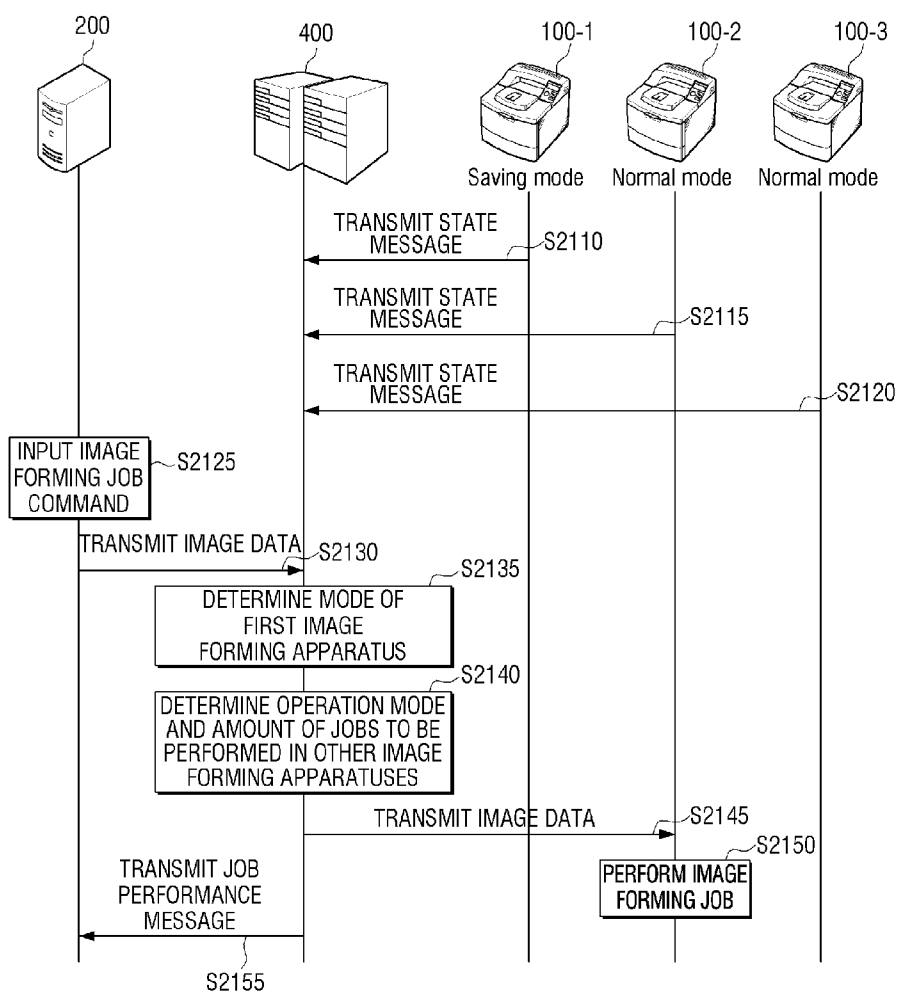 200
400
100-1
100-2
100-3
Saving mode
Normal mode
Normal mode
TRANSMIT STATE
MESSAGE
S2110
TRANSMIT STATE
MESSAGE
S2115
TRANSMIT STATE
MESSAGE
S2120
INPUT IMAGE
FORMING JOB
COMMAND
S2125
TRANSMIT IMAGE DATA
S2130
S2135
DETERMINE MODE OF
FIRST IMAGE
FORMING APPARATUS
S2140
DETERMINE OPERATION MODE
AND AMOUNT OF JOBS TO BE
PERFORMED IN OTHER IMAGE
FORMING APPARATUSES
TRANSMIT IMAGE DATA
S2145
S2150
PERFORM IMAGE
FORMING JOB
TRANSMIT JOB
PERFORMANCE
MESSAGE
S2155